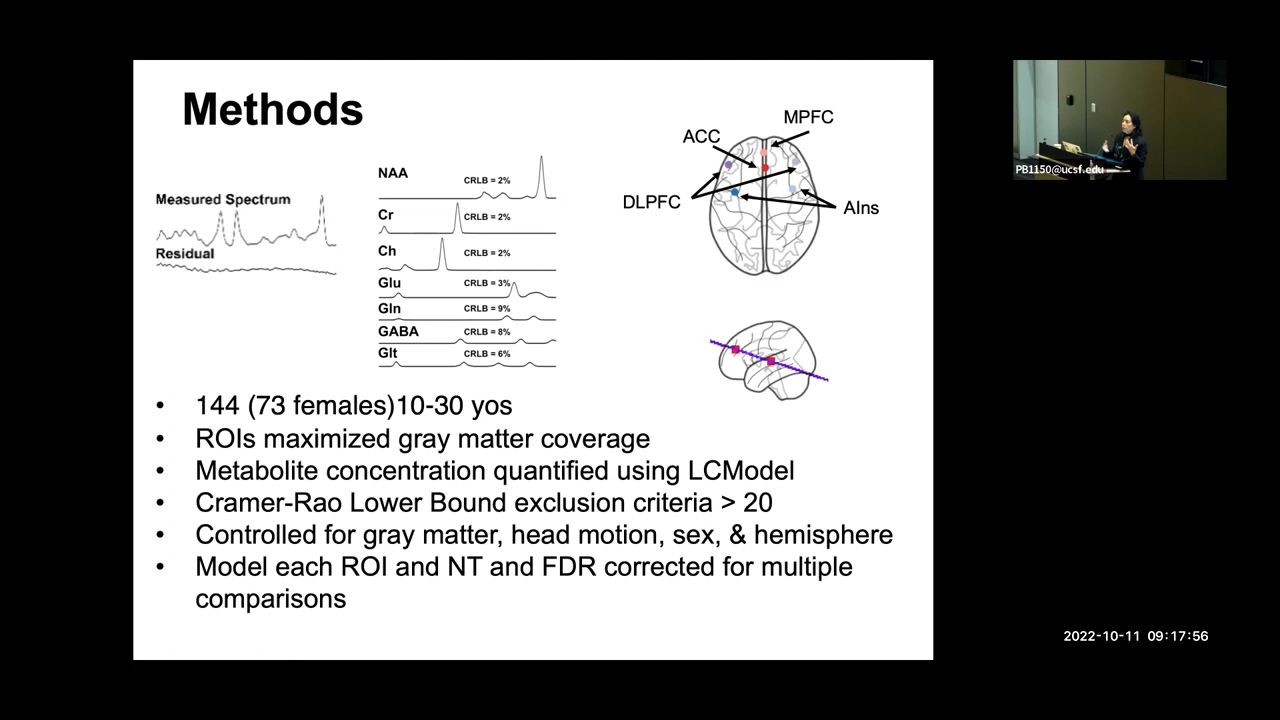 Methods
Measured Spectrum
Residual
NAA CRLB = 2%
Cr CRLB = 2%
Ch CRLB = 2%
Glu CRLB = 3%
Gln CRLB = 9%
GABA CRLB = 8%
Glt CRLB = 6%
MPFC
ACC
DLPFC
AIns
• 144 (73 females)10-30 yos
• ROIs maximized gray matter coverage
• Metabolite concentration quantified using LCModel
• Cramer-Rao Lower Bound exclusion criteria > 20
• Controlled for gray matter, head motion, sex, & hemisphere
• Model each ROI and NT and FDR corrected for multiple
comparisons
PB1150@ucsf.edu
2022-10-11 09:17:56